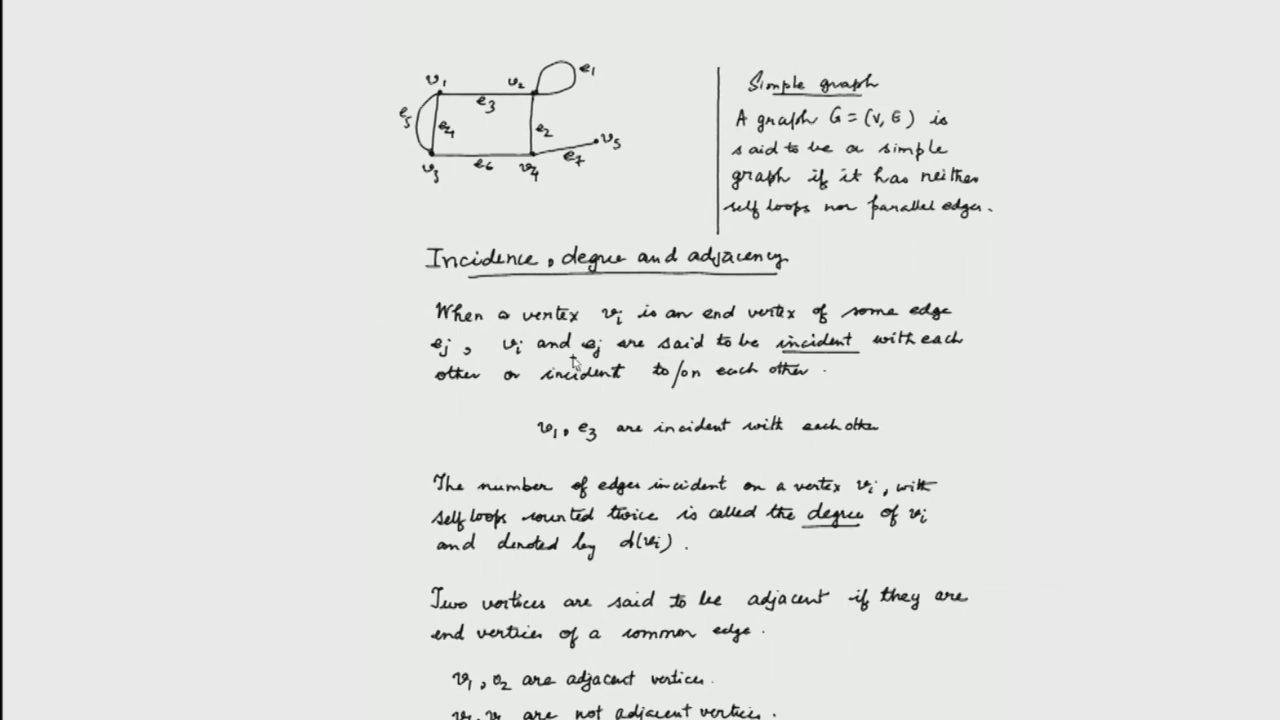 v1 v2 e1
e5 e4 e3 e2
v3 e6 v4 e7 v5
Simple graph
A graph G = (V, E) is
said to be a simple
graph if it has neither
self loops nor parallel edges.
Incidence, degree and adjacency
When a vertex vi is an end vertex of some edge
ej, vi and ej are said to be incident with each
other or incident to/on each other.
v1, e3 are incident with each other
The number of edges incident on a vertex vi, with
self loops counted twice is called the degree of vi
and denoted by d(vi).
Two vertices are said to be adjacent if they are
end vertices of a common edge.
v1, v2 are adjacent vertices.
are not adjacent vertices.